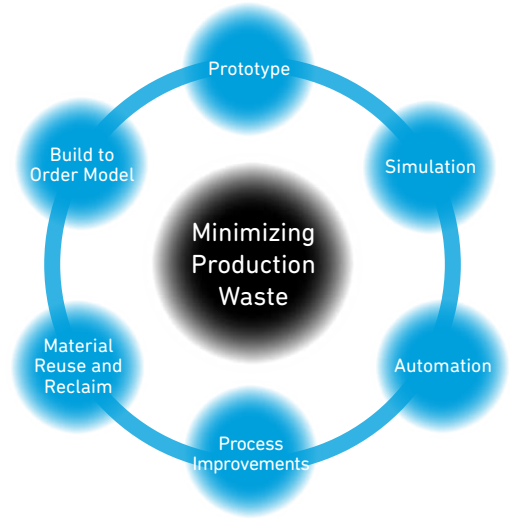 Prototype
Simulation
Automation
Process
Improvements
Material
Reuse and
Reclaim
Build to
Order Model
Minimizing
Production
Waste